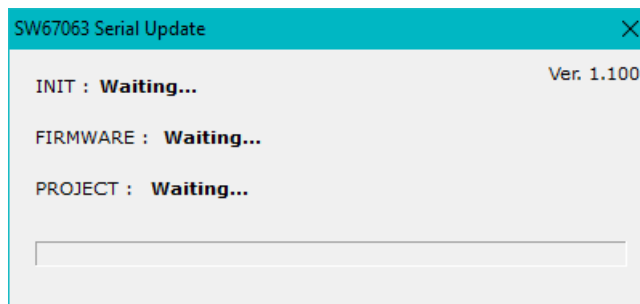 SW67063 Serial Update
Ver. 1.100
INIT : Waiting...
FIRMWARE : Waiting...
PROJECT : Waiting...